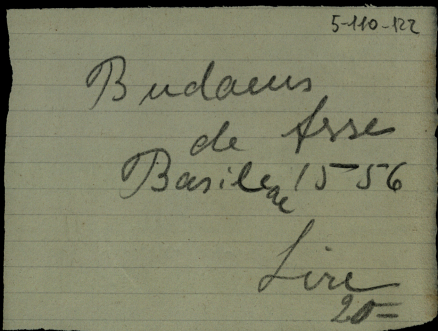 5-110-122
Budaeus
de Asse
Basileae 1556
Lire
20=